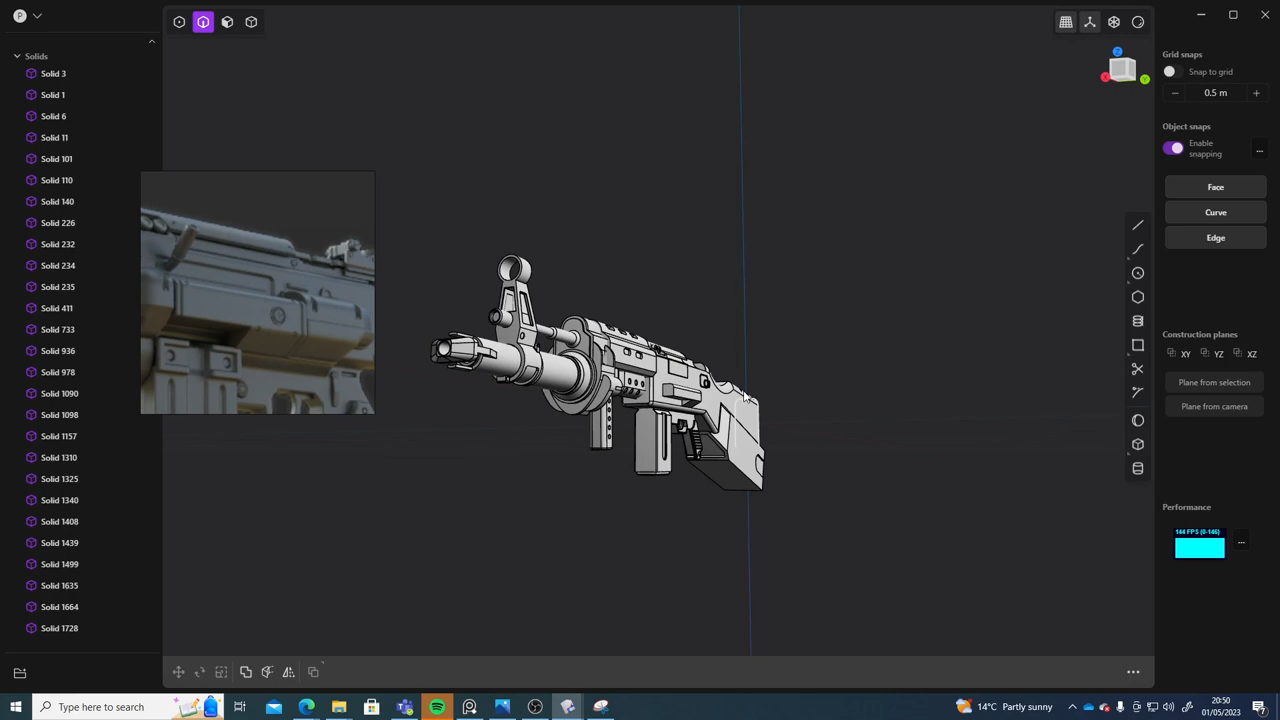 P
Solids
Solid 3
Solid 1
Solid 6
Solid 11
Solid 101
Solid 110
Solid 140
Solid 226
Solid 232
Solid 234
Solid 235
Solid 411
Solid 733
Solid 936
Solid 978
Solid 1090
Solid 1098
Solid 1157
Solid 1310
Solid 1325
Solid 1340
Solid 1408
Solid 1439
Solid 1499
Solid 1635
Solid 1664
Solid 1728
Z
X
Y
Grid snaps
Snap to grid
0.5 m
Object snaps
Enable
snapping
...
Face
Curve
Edge
Construction planes
XY
YZ
XZ
Plane from selection
Plane from camera
Performance
144 FPS (0-146)
...
Type here to search
14°C Partly sunny
20:50
01/05/2023